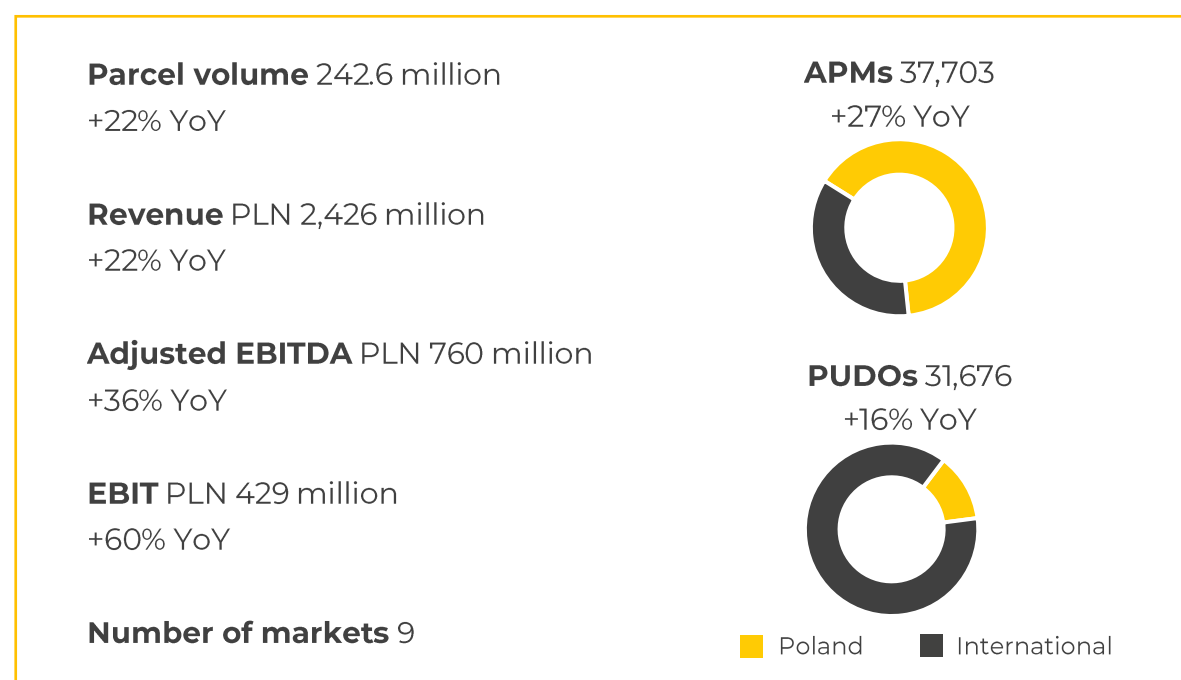 Parcel volume 242.6 million
+22% YoY
Revenue PLN 2,426 million
+22% YoY
Adjusted EBITDA PLN 760 million
+36% YoY
EBIT PLN 429 million
+60% YoY
Number of markets 9
APMs 37,703
+27% YoY
PUDOs 31,676
+16% YoY
Poland
International